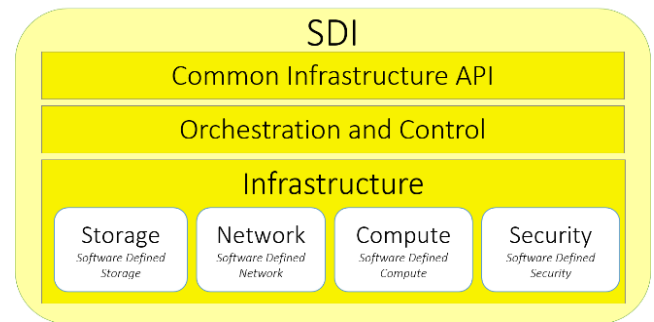 SDI
Common Infrastructure API
Orchestration and Control
Infrastructure
Storage
Software Defined
Storage
Network
Software Defined
Network
Compute
Software Defined
Compute
Security
Software Defined
Security